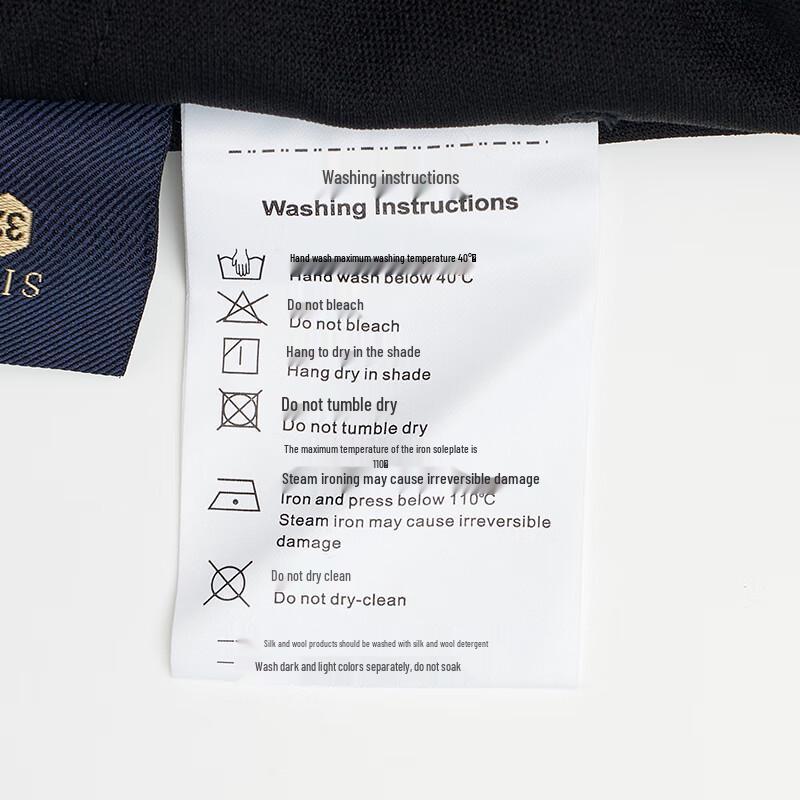 IS
Washing instructions
Washing Instructions
Hand wash maximum washing temperature 40°
Hand wash below 40°C
Do not bleach
Do not bleach
Hang to dry in the shade
Hang dry in shade
Do not tumble dry
Do not tumble dry
The maximum temperature of the iron soleplate is
110
Steam ironing may cause irreversible damage
Iron and press below 110°C
Steam iron may cause irreversible
damage
Do not dry clean
Do not dry-clean
Silk and wool products should be washed with silk and wool detergent
Wash dark and light colors separately, do not soak